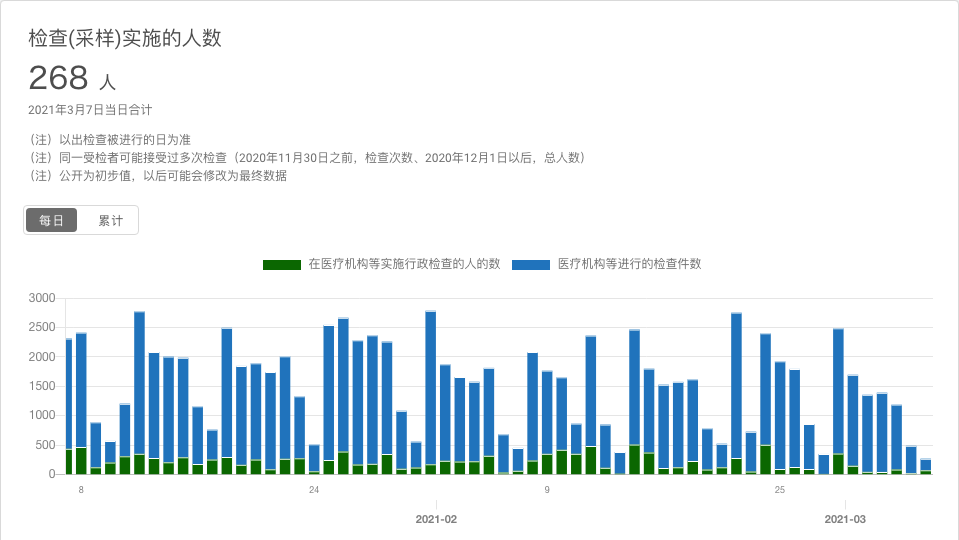 检查(采样)实施的人数
268 人
2021年3月7日当日合计
（注）以出检查被进行的日为准
（注）同一受检者可能接受过多次检查（2020年11月30日之前，检查次数、2020年12月1日以后，总人数）
（注）公开为初步值，以后可能会修改为最终数据
每日 累计
在医疗机构等实施行政检查的人的数 医疗机构等进行的检查件数
3000
2500
2000
1500
1000
500
0
8 24 9 25
2021-02 2021-03